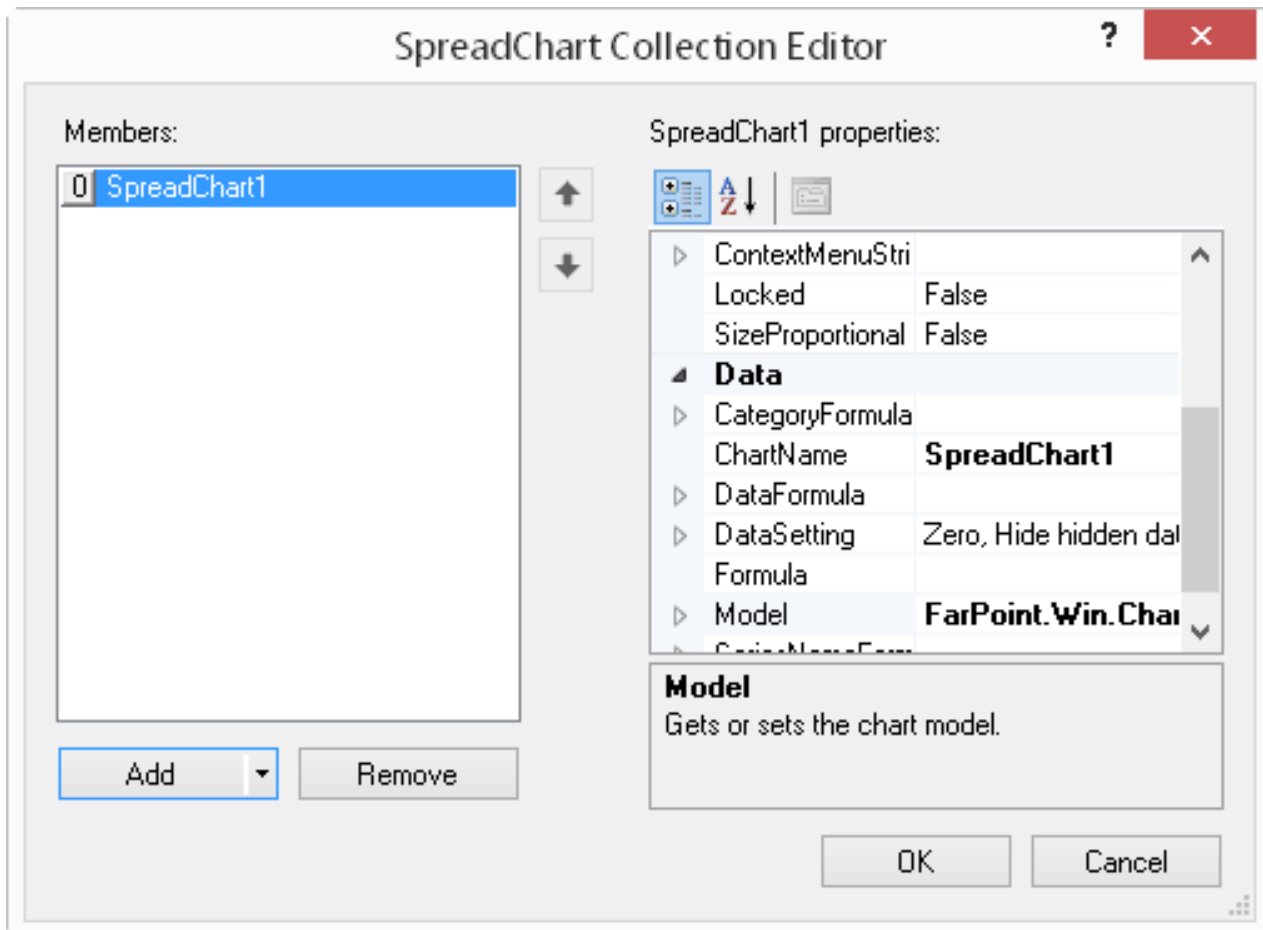 SpreadChart Collection Editor
?
Members:
0 SpreadChart1
Add
Remove
SpreadChart1 properties:
A
Z
ContextMenuStri
Locked False
SizeProportional False
Data
CategoryFormula
ChartName SpreadChart1
DataFormula
DataSetting Zero, Hide hidden dat
Formula
Model FarPoint.Win.Char
Model
Gets or sets the chart model.
OK
Cancel